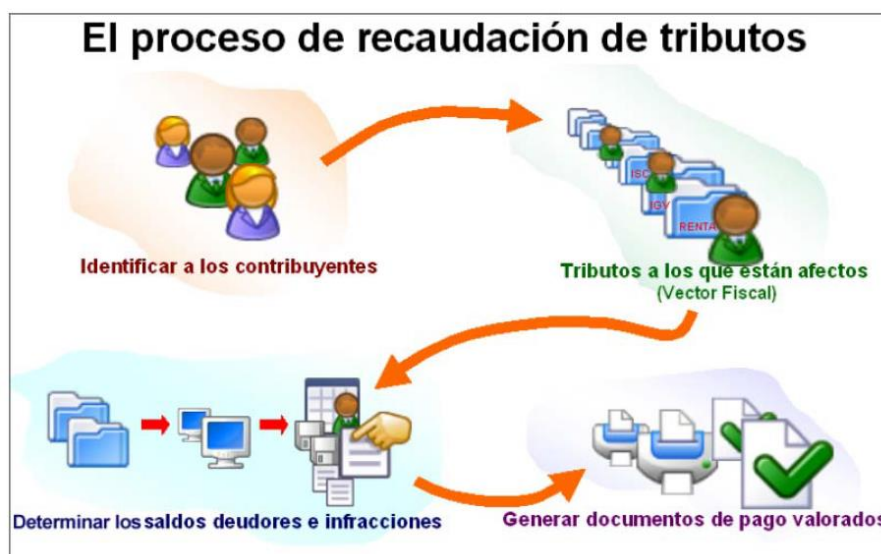 El proceso de recaudación de tributos
Identificar a los contribuyentes
ISC
IGV
RENTA
Tributos a los que están afectos
(Vector Fiscal)
Determinar los saldos deudores e infracciones
Generar documentos de pago valorados